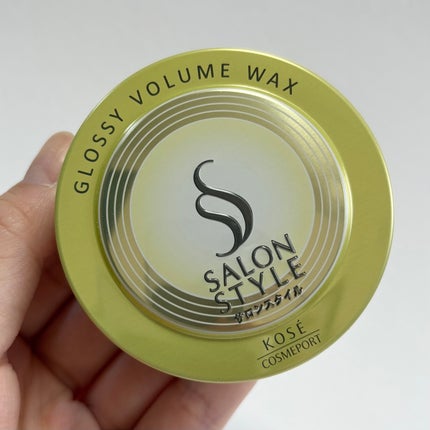 GLOSSY VOLUME WAX
SALON
STYLE
サロンスタイル
KOSÉ
COSMEPORT